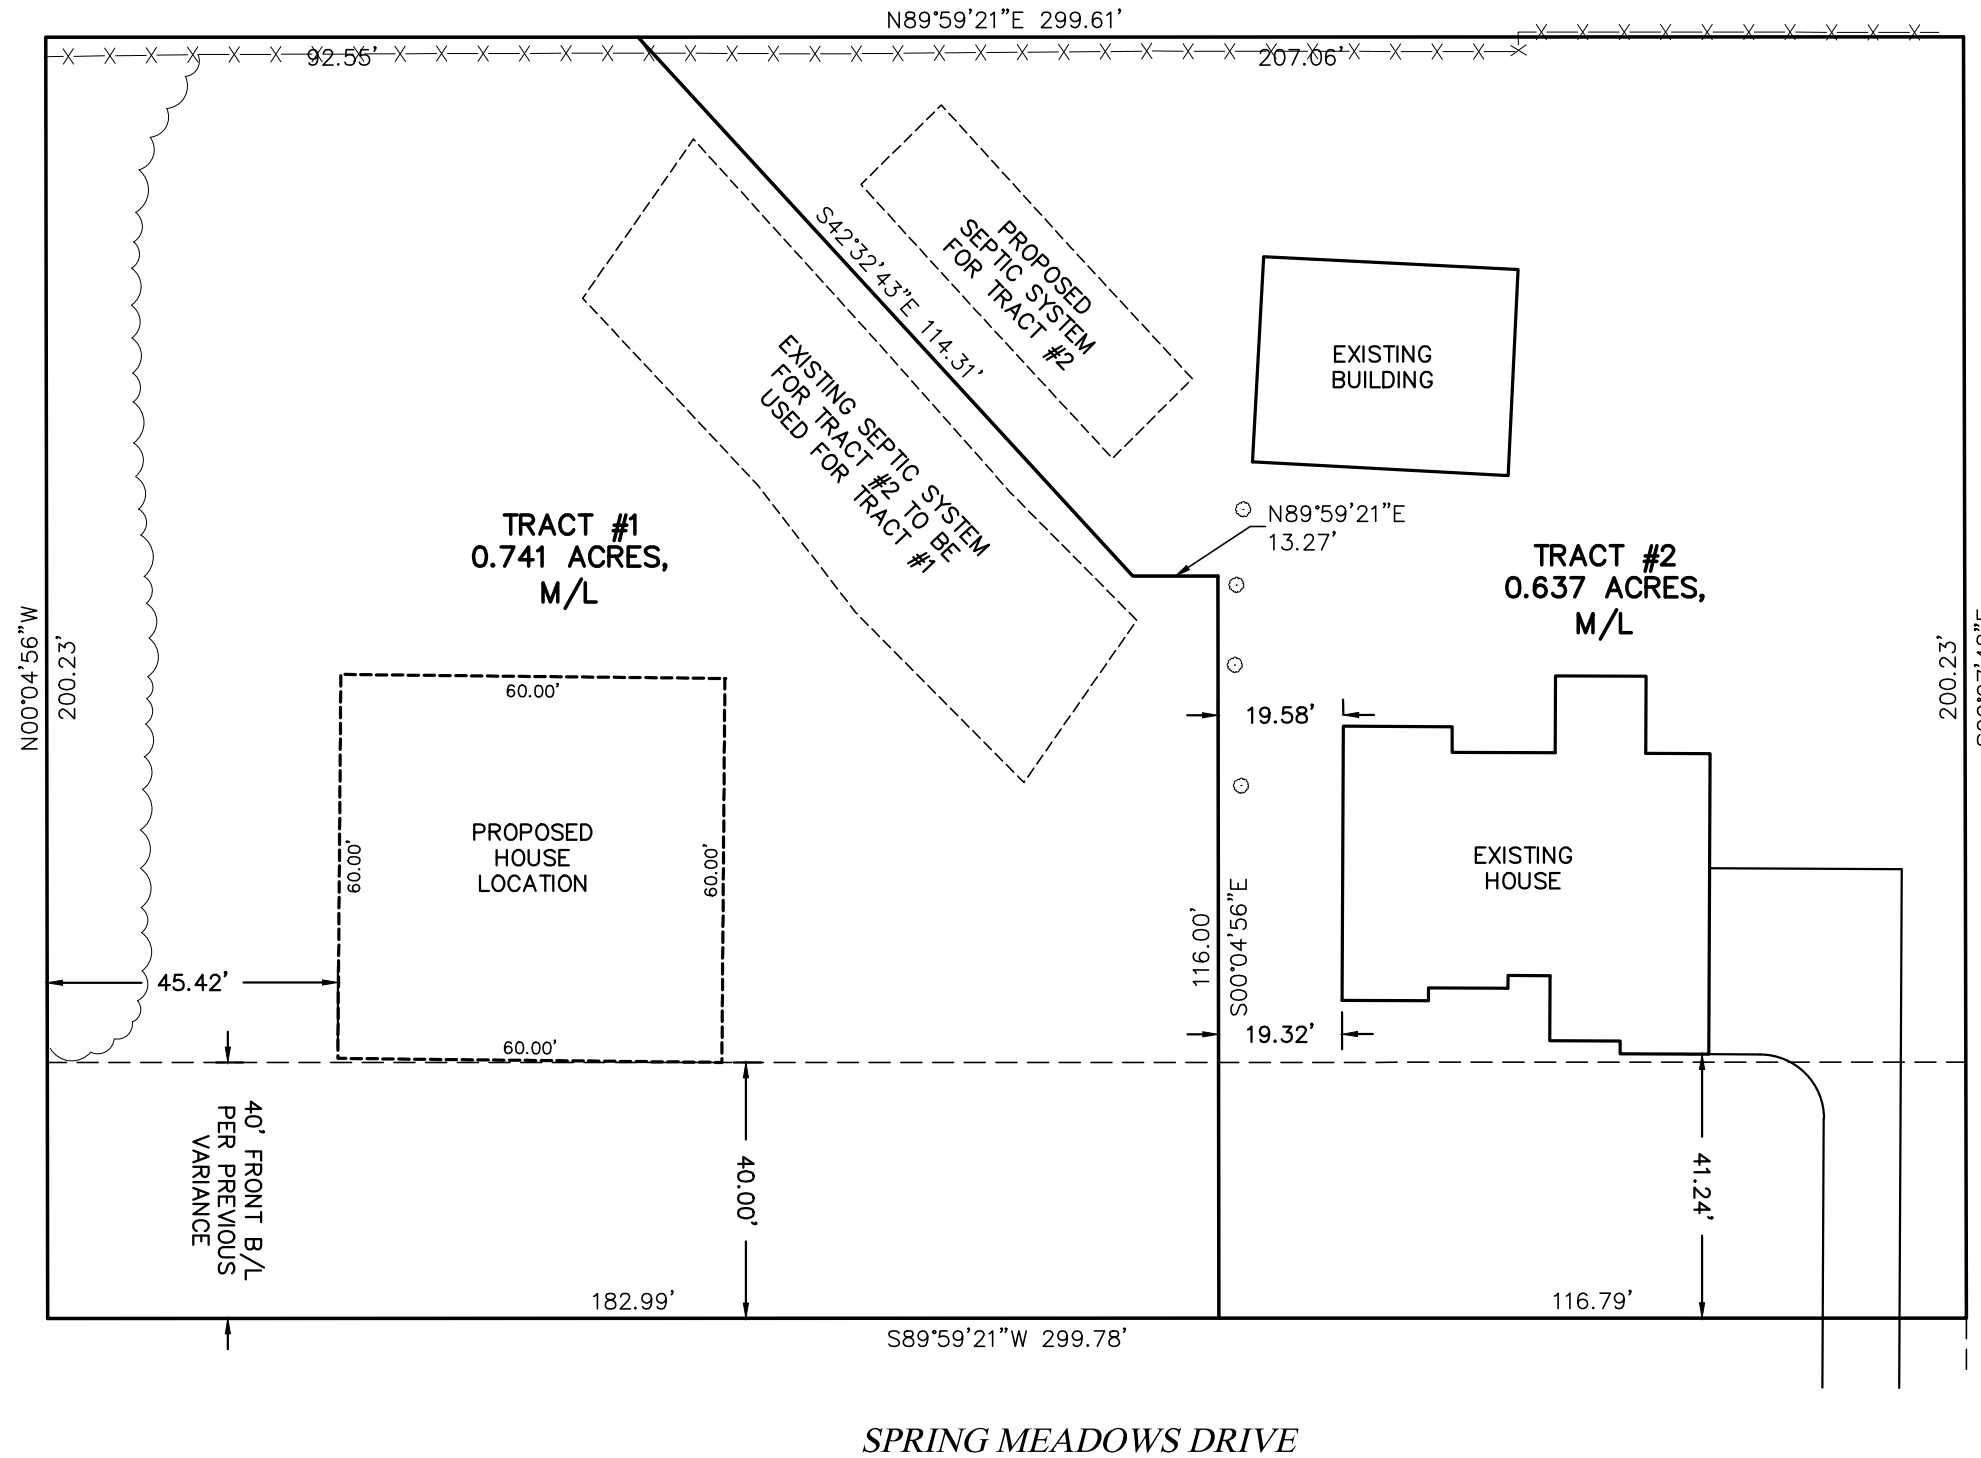 N89°59'21"E 299.61'
92.55'
207.06'
S42°32'43"E 114.31'
PROPOSED
SEPTIC SYSTEM
FOR TRACT #2
EXISTING
BUILDING
EXISTING SEPTIC SYSTEM
FOR TRACT #2 TO BE
USED FOR TRACT #1
N89°59'21"E
13.27'
TRACT #1
0.741 ACRES,
M/L
TRACT #2
0.637 ACRES,
M/L
N00°04'56"W
200.23'
200.23'
60.00'
19.58'
PROPOSED
HOUSE
LOCATION
60.00'
60.00'
EXISTING
HOUSE
116.00'
S00°04'56"E
45.42'
60.00'
19.32'
40' FRONT B/L
PER PREVIOUS
VARIANCE
40.00'
41.24'
182.99'
116.79'
S89°59'21"W 299.78'
SPRING MEADOWS DRIVE